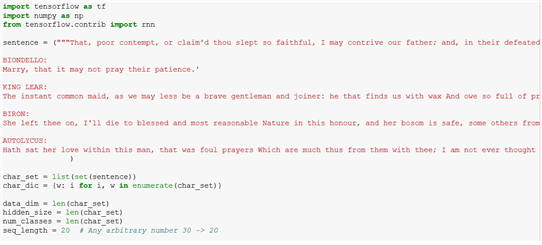 import tensorflow as tf
import numpy as np
from tensorflow.contrib import rnn
sentence = ("""That, poor contempt, or claim'd thou slept so faithful, I may contrive our father; and, in their defeated
BIONDELLO:
Marry, that it may not pray their patience.'
KING LEAR:
The instant common maid, as we may less be a brave gentleman and joiner: he that finds us with wax And owe so full of pr
BIRON:
She left thee on, I'll die to blessed and most reasonable Nature in this honour, and her bosom is safe, some others from
AUTOLYCUS:
Hath sat her love within this man, that was foul prayers Which are much thus from them with thee; I am not ever thought
)
char_set = list(set(sentence))
char_dic = {w: i for i, w in enumerate(char_set)}
data_dim = len(char_set)
hidden_size = len(char_set)
num_classes = len(char_set)
seq_length = 20  # Any arbitrary number 30 -> 20